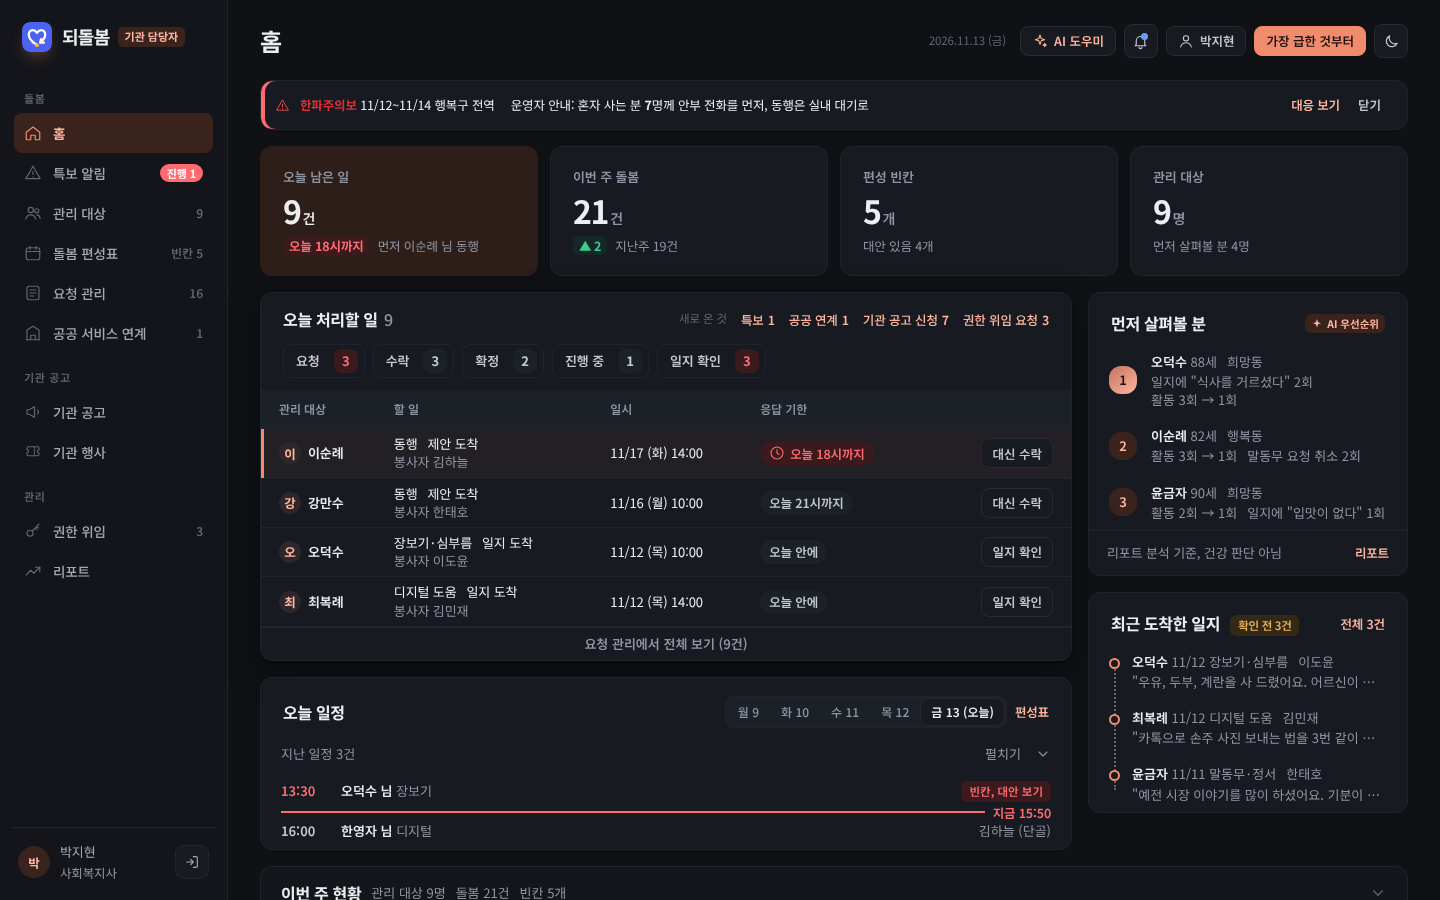 되돌봄 기관 담당자
돌봄
홈
특보 알림 진행 1
관리 대상 9
돌봄 편성표 빈칸 5
요청 관리 16
공공 서비스 연계 1
기관 공고
기관 공고
기관 행사
관리
권한 위임 3
리포트
박 박지현
사회복지사
홈
2026.11.13 (금) AI 도우미 박지현 가장 급한 것부터
한파주의보 11/12~11/14 행복구 전역 운영자 안내: 혼자 사는 분 7명께 안부 전화를 먼저, 동행은 실내 대기로 대응 보기 닫기
오늘 남은 일
9건
오늘 18시까지 먼저 이순례 님 동행
이번 주 돌봄
21건
▲2 지난주 19건
편성 빈칸
5개
대안 있음 4개
관리 대상
9명
먼저 살펴볼 분 4명
오늘 처리할 일 9 새로 온 것 특보 1 공공 연계 1 기관 공고 신청 7 권한 위임 요청 3
요청 3 수락 3 확정 2 진행 중 1 일지 확인 3
관리 대상 할 일 일시 응답 기한
이 이순례 동행 제안 도착 11/17 (화) 14:00 오늘 18시까지 대신 수락
봉사자 김하늘
강 강만수 동행 제안 도착 11/16 (월) 10:00 오늘 21시까지 대신 수락
봉사자 한태호
오 오덕수 장보기·심부름 일지 도착 11/12 (목) 10:00 오늘 안에 일지 확인
봉사자 이도윤
최 최복례 디지털 도움 일지 도착 11/12 (목) 14:00 오늘 안에 일지 확인
봉사자 김민재
요청 관리에서 전체 보기 (9건)
오늘 일정 월 9 화 10 수 11 목 12 금 13 (오늘) 편성표
지난 일정 3건 펼치기
13:30 오덕수 님 장보기 빈칸, 대안 보기
지금 15:50
16:00 한영자 님 디지털 김하늘 (단골)
이번 주 현황 관리 대상 9명 돌봄 21건 빈칸 5개
먼저 살펴볼 분 AI 우선순위
1 오덕수 88세 희망동
일지에 "식사를 거르셨다" 2회
활동 3회 → 1회
2 이순례 82세 행복동
활동 3회 → 1회 말동무 요청 취소 2회
3 윤금자 90세 희망동
활동 2회 → 1회 일지에 "입맛이 없다" 1회
리포트 분석 기준, 건강 판단 아님 리포트
최근 도착한 일지 확인 전 3건 전체 3건
오덕수 11/12 장보기·심부름 이도윤
"우유, 두부, 계란을 사 드렸어요. 어르신이 …
최복례 11/12 디지털 도움 김민재
"카톡으로 손주 사진 보내는 법을 3번 같이 …
윤금자 11/11 말동무·정서 한태호
"예전 시장 이야기를 많이 하셨어요. 기분이 …